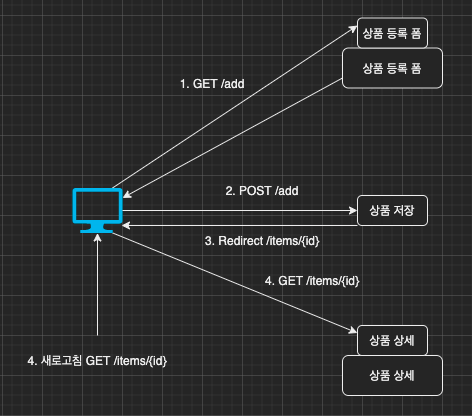 상품 등록 폼
상품 등록 폼
1. GET /add
2. POST /add
상품 저장
3. Redirect /items/{id}
4. GET /items/{id}
상품 상세
4. 새로고침 GET /items/{id}
상품 상세